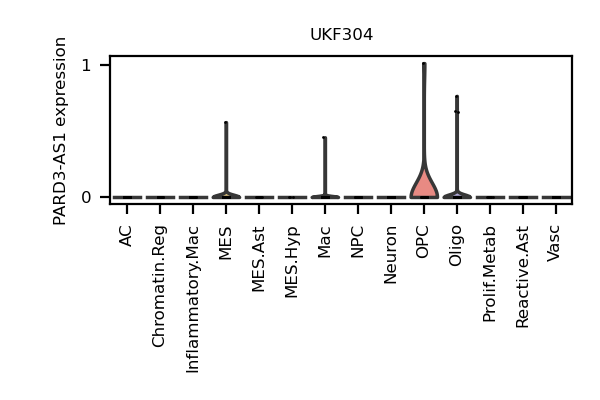 UKF304
PARD3-AS1 expression
1
0
AC
Chromatin.Reg
Inflammatory.Mac
MES
MES.Ast
MES.Hyp
Mac
NPC
Neuron
OPC
Oligo
Prolif.Metab
Reactive.Ast
Vasc